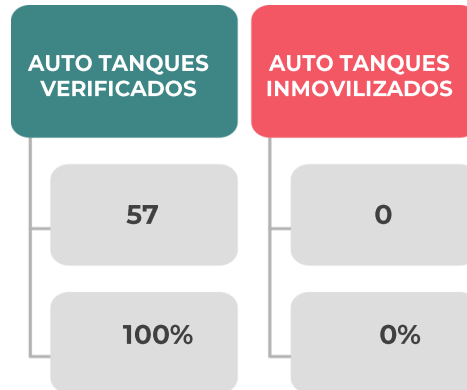 AUTO TANQUES
VERIFICADOS
57
100%
AUTO TANQUES
INMOVILIZADOS
0
0%